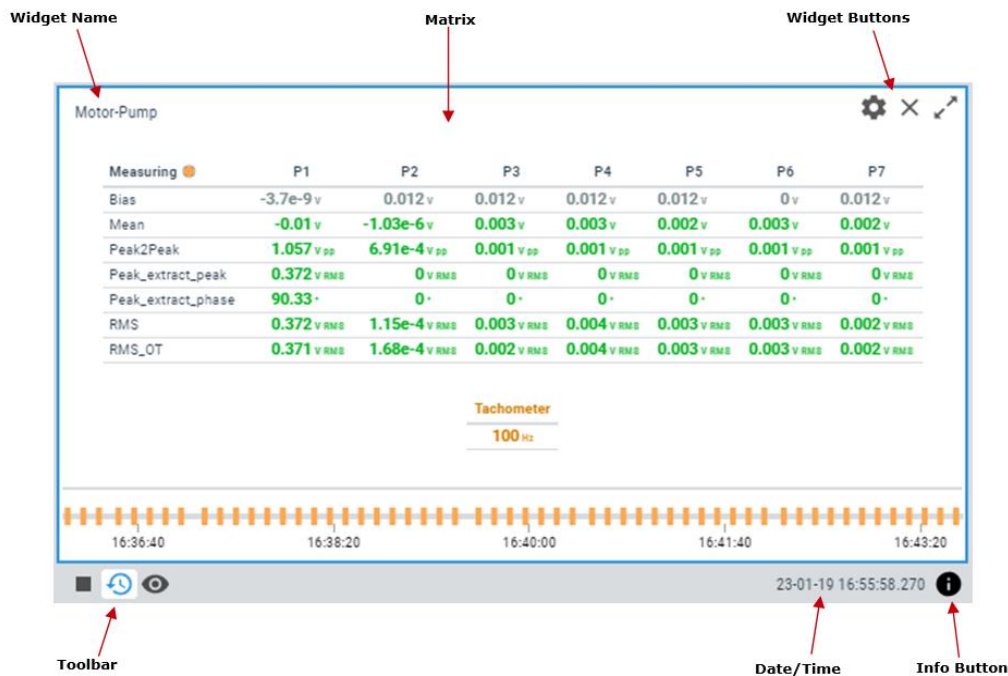 Widget Name
Matrix
Widget Buttons
Motor-Pump
Measuring P1 P2 P3 P4 P5 P6 P7
Bias -3.7e-9 V 0.012 V 0.012 V 0.012 V 0.012 V 0 V 0.012 V
Mean -0.01 V -1.03e-6 V 0.003 V 0.003 V 0.002 V 0.003 V 0.002 V
Peak2Peak 1.057 V pp 6.91e-4 V pp 0.001 V pp 0.001 V pp 0.001 V pp 0.001 V pp 0.001 V pp
Peak_extract_peak 0.372 V RMS 0 V RMS 0 V RMS 0 V RMS 0 V RMS 0 V RMS 0 V RMS
Peak_extract_phase 90.33 ° 0 ° 0 ° 0 ° 0 ° 0 ° 0 °
RMS 0.372 V RMS 1.15e-4 V RMS 0.003 V RMS 0.004 V RMS 0.003 V RMS 0.003 V RMS 0.002 V RMS
RMS_OT 0.371 V RMS 1.68e-4 V RMS 0.002 V RMS 0.004 V RMS 0.003 V RMS 0.003 V RMS 0.002 V RMS
Tachometer
100 Hz
16:36:40 16:38:20 16:40:00 16:41:40 16:43:20
23-01-19 16:55:58.270
Toolbar
Date/Time
Info Button